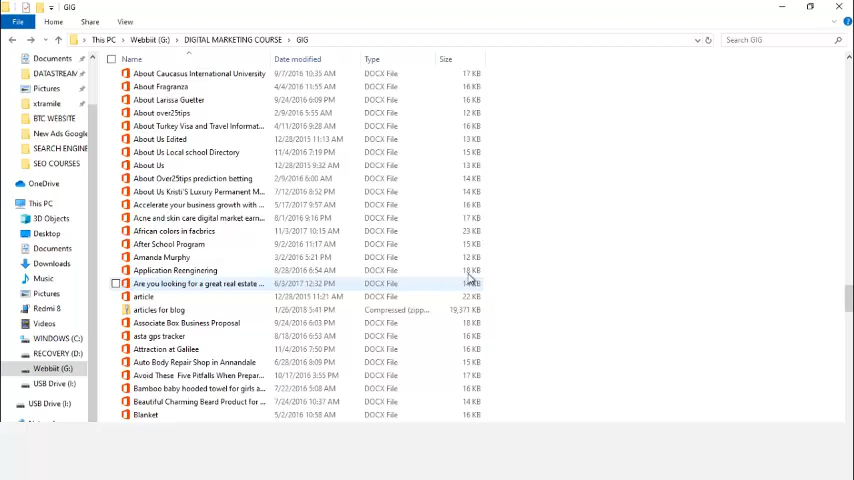 GIG
File Home Share View
This PC Webbiit (G:) DIGITAL MARKETING COURSE GIG Search GIG
Name Date modified Type Size
Documents
DATASTREAM
Pictures
xtramile
BTC WEBSITE
New Ads Google
SEARCH ENGINE
SEO COURSES
OneDrive
This PC
3D Objects
Desktop
Documents
Downloads
Music
Pictures
Redmi 8
Videos
WINDOWS (C:)
RECOVERY (D:)
Webbiit (G:)
USB Drive (I:)
USB Drive (I:)
About Caucasus International University 9/7/2016 10:35 AM DOCX File 17 KB
About Fragranza 4/4/2016 11:55 AM DOCX File 16 KB
About Larissa Guetter 9/24/2016 6:09 PM DOCX File 16 KB
About over25tips 2/9/2016 5:55 AM DOCX File 12 KB
About Turkey Visa and Travel Informat... 4/11/2016 9:28 AM DOCX File 16 KB
About Us Edited 12/28/2015 11:13 AM DOCX File 13 KB
About Us Local school Directory 11/4/2016 7:19 PM DOCX File 15 KB
About Us 12/28/2015 9:32 AM DOCX File 13 KB
About Over25tips prediction betting 2/9/2016 6:00 AM DOCX File 14 KB
About Us Kristi'S Luxury Permanent M... 7/12/2016 8:52 PM DOCX File 14 KB
Accelerate your business growth with ... 5/17/2017 9:57 AM DOCX File 16 KB
Acne and skin care digital market earn... 8/1/2016 9:16 PM DOCX File 17 KB
African colors in facbrics 11/3/2017 10:15 AM DOCX File 23 KB
After School Program 9/2/2016 11:17 AM DOCX File 15 KB
Amanda Murphy 3/2/2016 5:21 PM DOCX File 12 KB
Application Reenginering 8/28/2016 6:54 AM DOCX File 18 KB
Are you looking for a great real estate ... 6/3/2017 12:32 PM DOCX File KB
article 12/28/2015 11:21 AM DOCX File 22 KB
articles for blog 1/26/2018 5:41 PM Compressed (zipp... 19,371 KB
Associate Box Business Proposal 9/24/2016 6:03 PM DOCX File 18 KB
asta gps tracker 8/18/2016 6:53 AM DOCX File 16 KB
Attraction at Galilee 11/4/2016 7:50 PM DOCX File 16 KB
Auto Body Repair Shop in Annandale 6/28/2016 8:09 PM DOCX File 15 KB
Avoid These Five Pitfalls When Prepar... 10/17/2016 3:55 PM DOCX File 17 KB
Bamboo baby hooded towel for girls a... 7/22/2016 5:08 AM DOCX File 16 KB
Beautiful Charming Beard Product for ... 7/24/2016 10:37 AM DOCX File 14 KB
Blanket 5/2/2016 10:58 AM DOCX File 16 KB